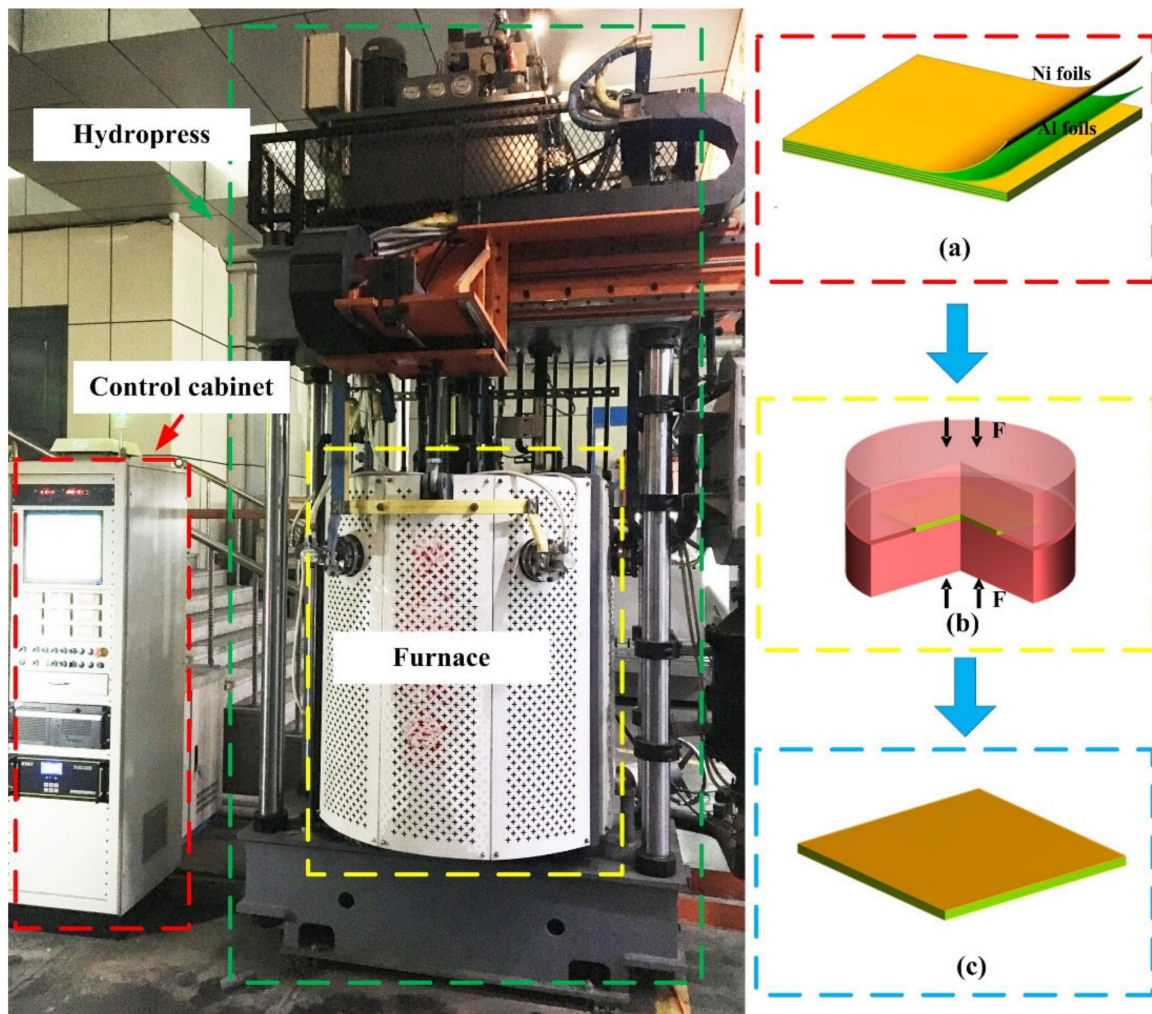 Hydropress
Control cabinet
Furnace
Ni foils
Al foils
(a)
F
F
(b)
(c)